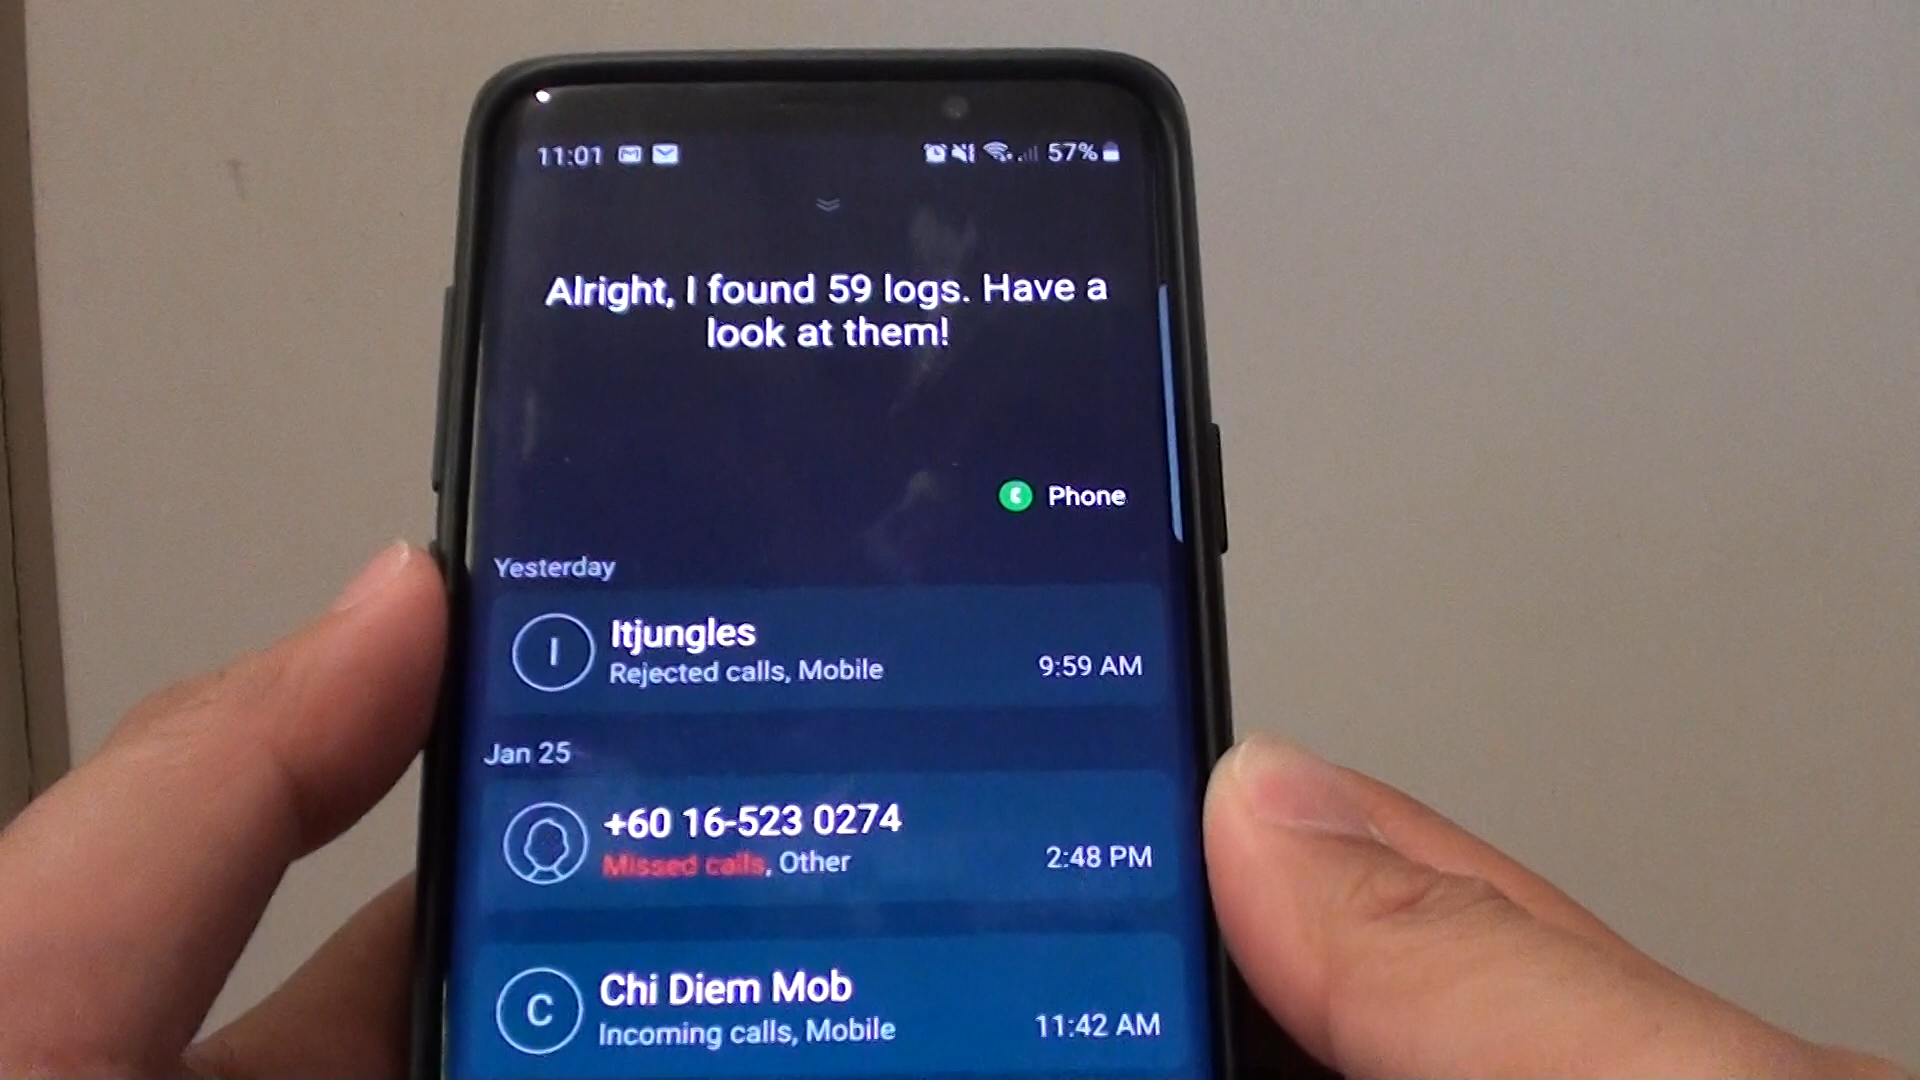 11:01 57%
Alright, I found 59 logs. Have a
look at them!
Phone
Yesterday
I
Itjungles
Rejected calls, Mobile
9:59 AM
Jan 25
+60 16-523 0274
Missed calls, Other
2:48 PM
C
Chi Diem Mob
Incoming calls, Mobile
11:42 AM